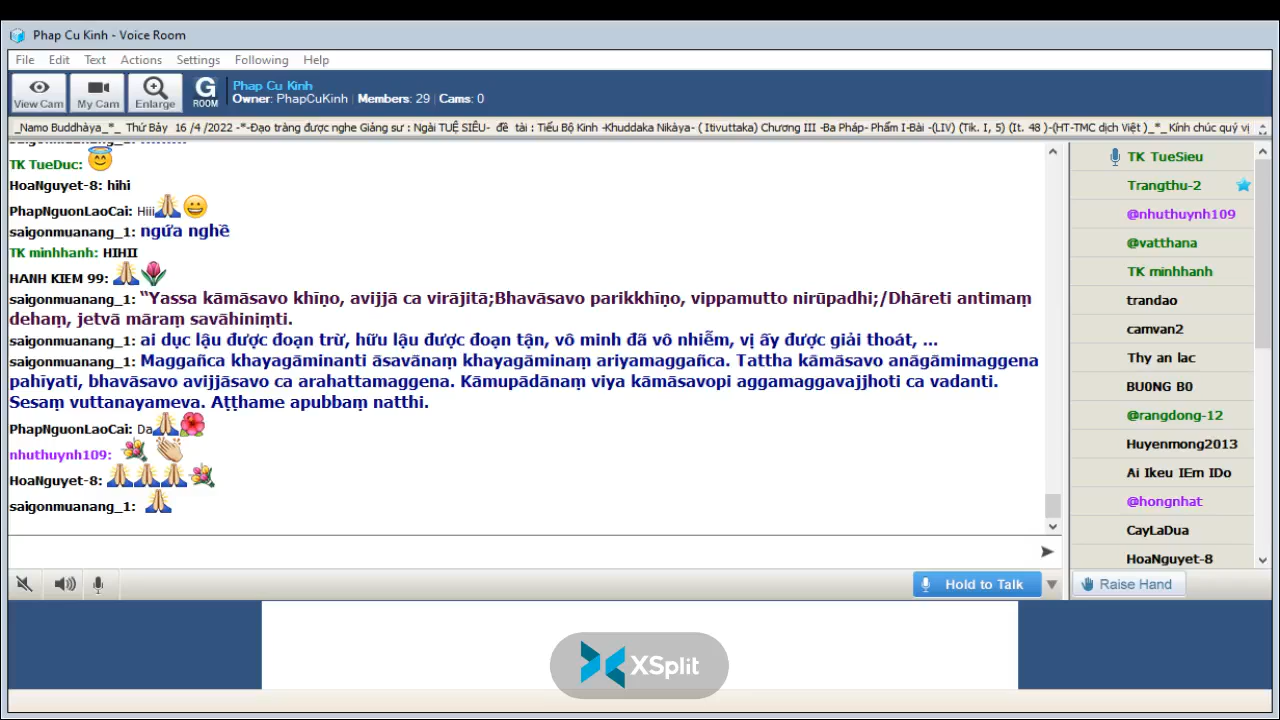 Phap Cu Kinh - Voice Room
File Edit Text Actions Settings Following Help
View Cam
My Cam
Enlarge
G ROOM
Phap Cu Kinh
Owner: PhapCuKinh | Members: 29 | Cams: 0
_Namo Buddhàya_*_ Thứ Bảy 16 /4 /2022 -*-Đạo tràng được nghe Giảng sư : Ngài TUỆ SIÊU- đề tài : Tiểu Bộ Kinh -Khuddaka Nikàya- ( Itivuttaka) Chương III -Ba Pháp- Phẩm I-Bài -(LIV) (Tik. I, 5) (It. 48 )-(HT-TMC dịch Việt )_*_ Kính chúc quý vị
TK TueDuc:
HoaNguyet-8: hihi
PhapNguonLaoCai: Hiii
saigonmuanang_1: ngứa nghề
TK minhhanh: HIHII
HANH KIEM 99:
saigonmuanang_1: “Yassa kāmāsavo khīṇo, avijjā ca virājitā;Bhavāsavo parikkhīṇo, vippamutto nirūpadhi;/Dhāreti antimaṃ
dehaṃ, jetvā māraṃ savāhiniṃti.
saigonmuanang_1: ai dục lậu được đoạn trừ, hữu lậu được đoạn tận, vô minh đã vô nhiễm, vị ấy được giải thoát, ...
saigonmuanang_1: Maggañca khayagāminanti āsavānaṃ khayagāminaṃ ariyamaggañca. Tattha kāmāsavo anāgāmimaggena
pahīyati, bhavāsavo avijjāsavo ca arahattamaggena. Kāmupādānaṃ viya kāmāsavopi aggamaggavajjhoti ca vadanti.
Sesaṃ vuttanayameva. Aṭṭhame apubbaṃ natthi.
PhapNguonLaoCai: Da
nhuthuynh109:
HoaNguyet-8:
saigonmuanang_1:
TK TueSieu
Trangthu-2
@nhuthuynh109
@vatthana
TK minhhanh
trandao
camvan2
Thy an lac
BU0NG B0
@rangdong-12
Huyenmong2013
Ai Ikeu IEm IDo
@hongnhat
CayLaDua
HoaNguyet-8
Hold to Talk
Raise Hand
XSplit